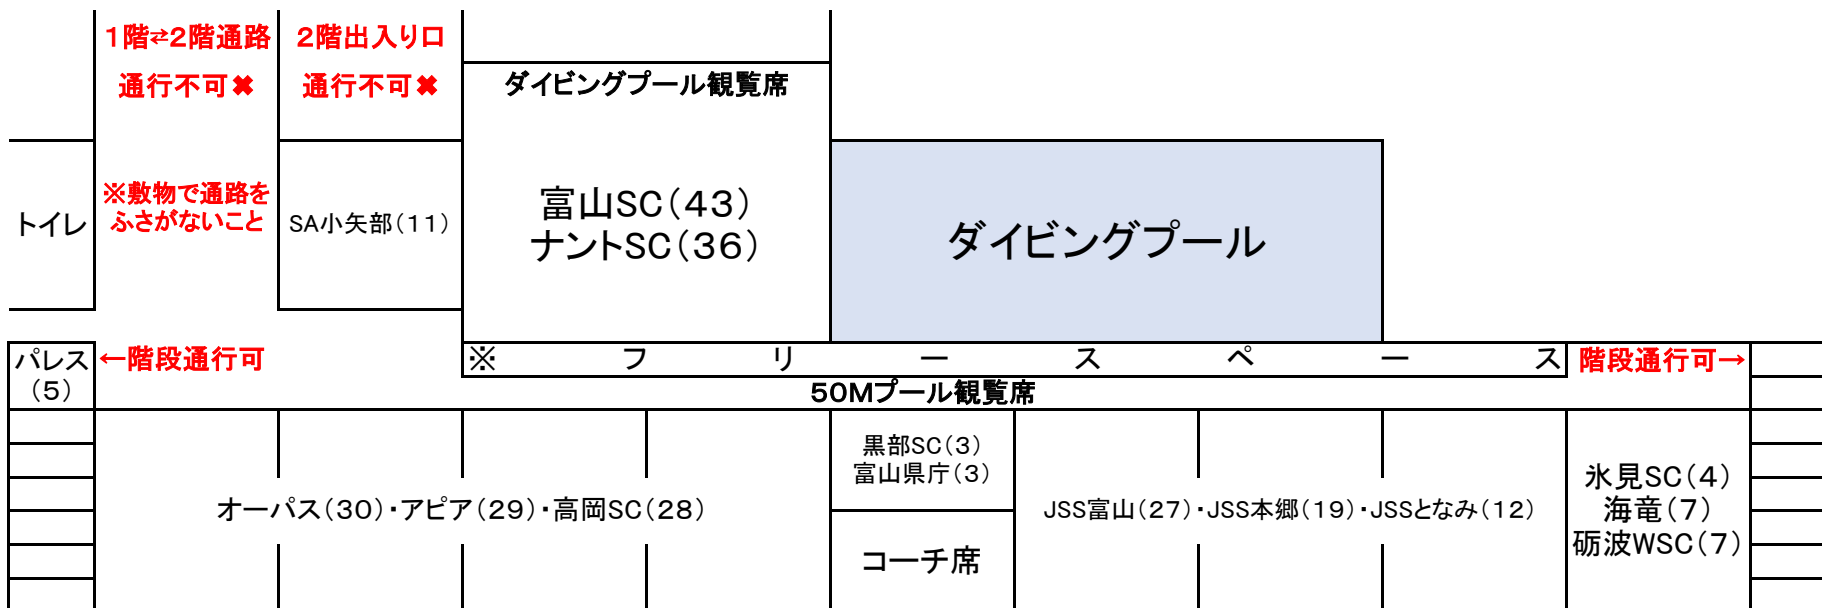 1階⇄2階通路
通行不可✖
2階出入り口
通行不可✖
ダイビングプール観覧席
トイレ
※敷物で通路を
ふさがないこと
SA小矢部(11)
富山SC(43)
ナントSC(36)
ダイビングプール
パレス
(5)
←階段通行可
※フリースペース
階段通行可→
50Mプール観覧席
オーパス(30)・アピア(29)・高岡SC(28)
黒部SC(3)
富山県庁(3)
コーチ席
JSS富山(27)・JSS本郷(19)・JSSとなみ(12)
氷見SC(4)
海竜(7)
砺波WSC(7)